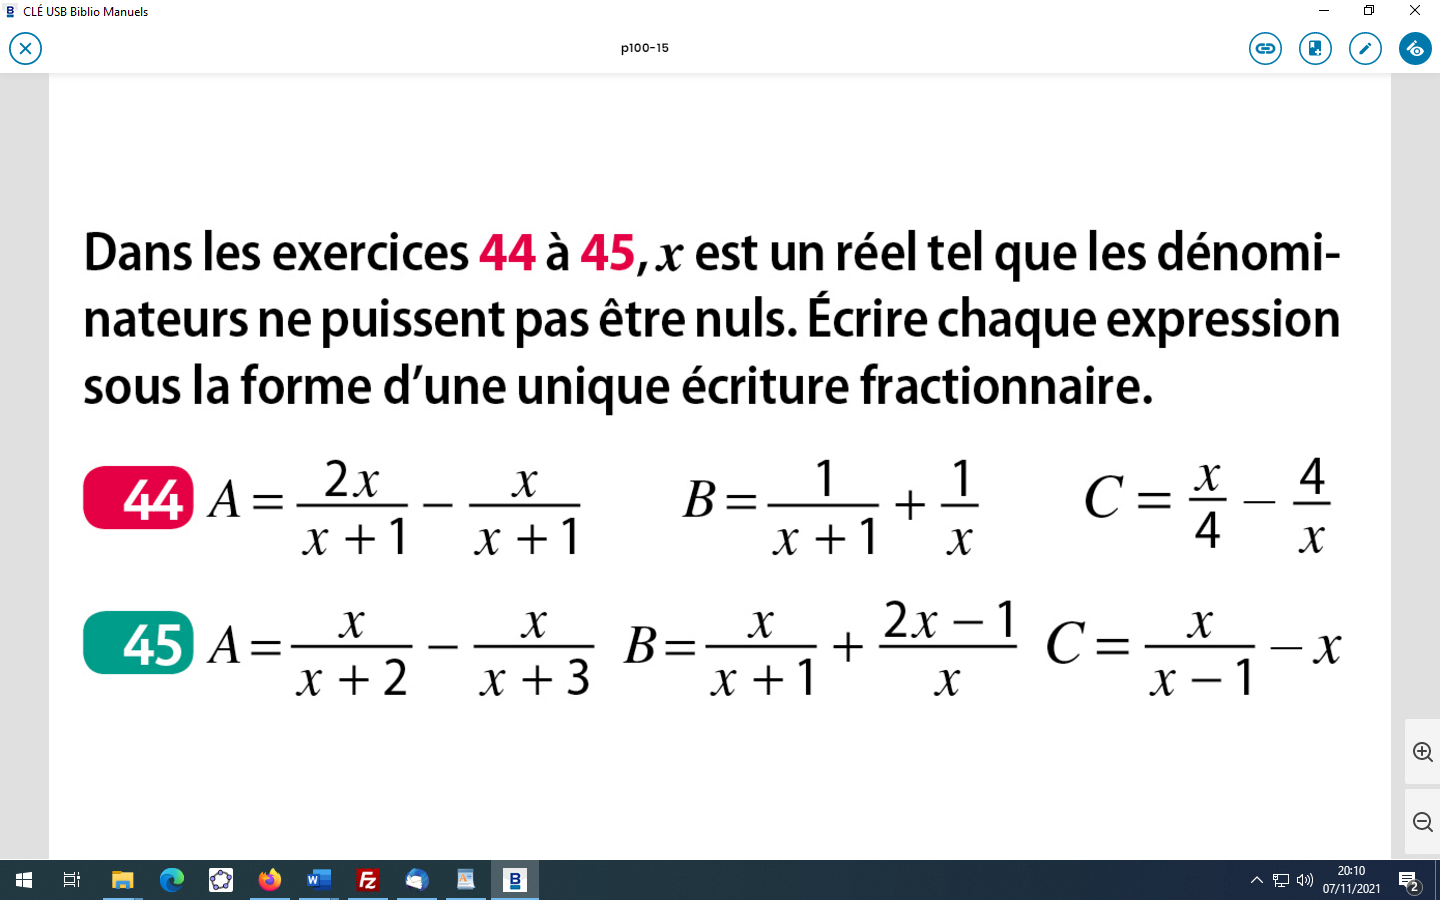 CLÉ USB Biblio Manuels
p100-15
Dans les exercices 44 à 45, x est un réel tel que les dénomi-
nateurs ne puissent pas être nuls. Écrire chaque expression
sous la forme d’une unique écriture fractionnaire.
44 A = 2x/(x + 1) − x/(x + 1) B = 1/(x + 1) + 1/x C = x/4 − 4/x
45 A = x/(x + 2) − x/(x + 3) B = x/(x + 1) + (2x − 1)/x C = x/(x − 1) − x
20:10
07/11/2021
2